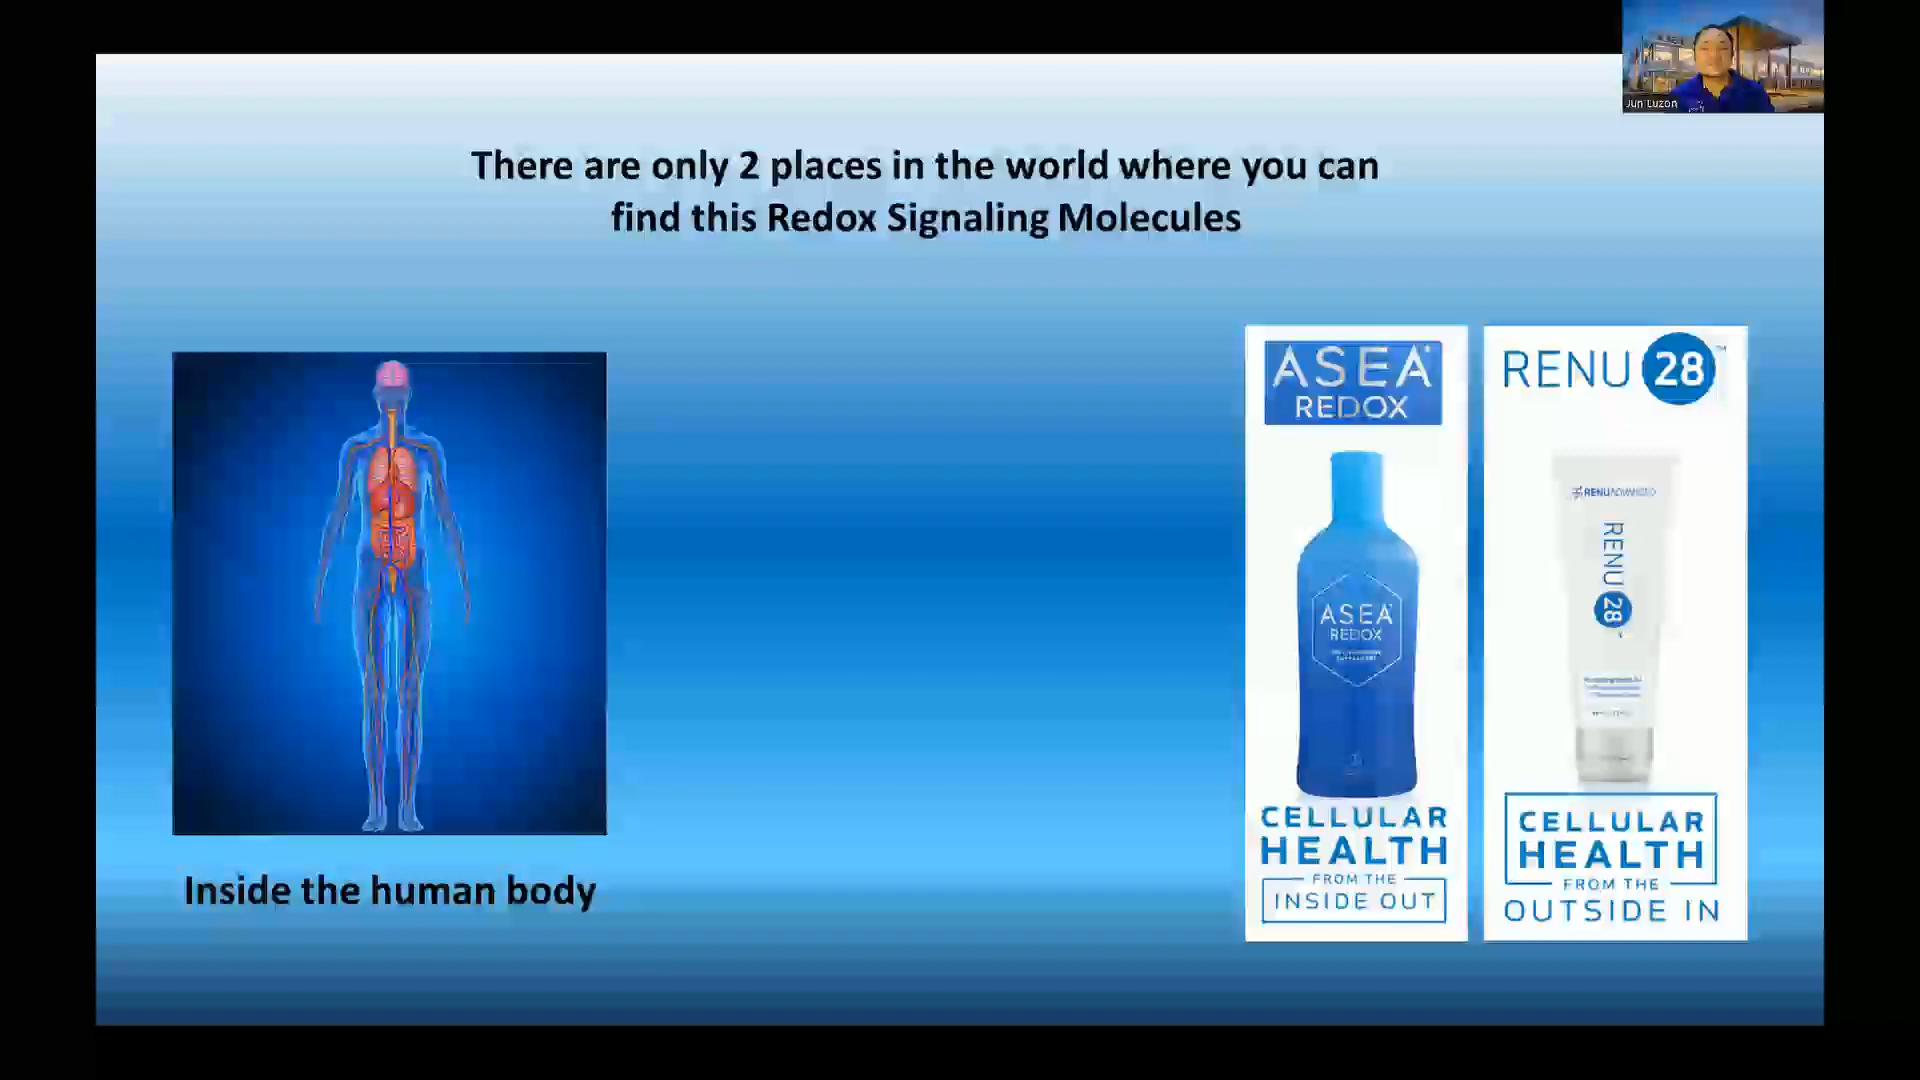 Jun Luzon
There are only 2 places in the world where you can
find this Redox Signaling Molecules
ASEA
REDOX
ASEA
REDOX
CELLULAR
HEALTH
FROM THE
INSIDE OUT
RENU 28™
RENUADVANCED
RENU 28
CELLULAR
HEALTH
FROM THE
OUTSIDE IN
Inside the human body